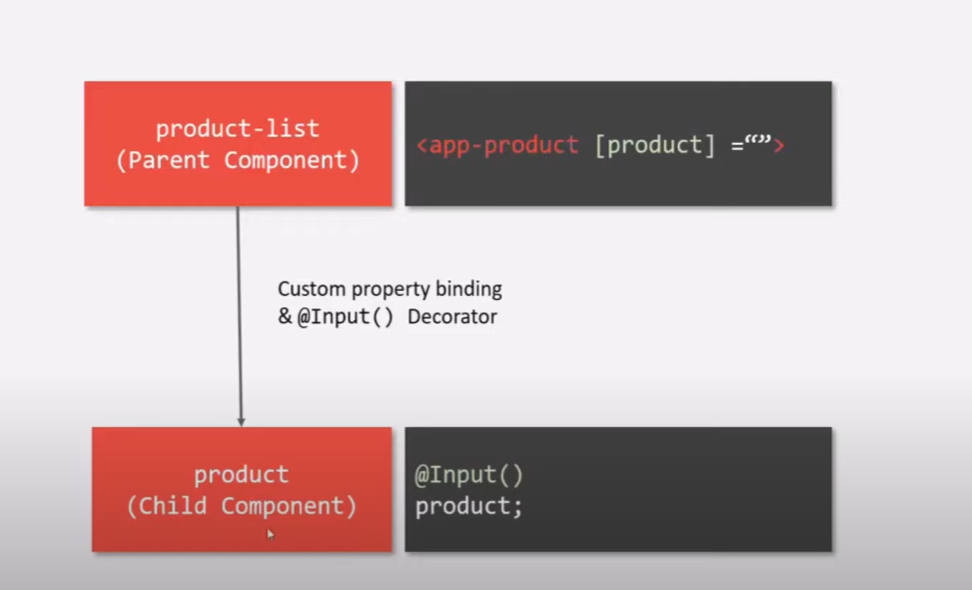 product-list
(Parent Component)
<app-product [product] =“”>
Custom property binding
& @Input() Decorator
product
(Child Component)
@Input()
product;